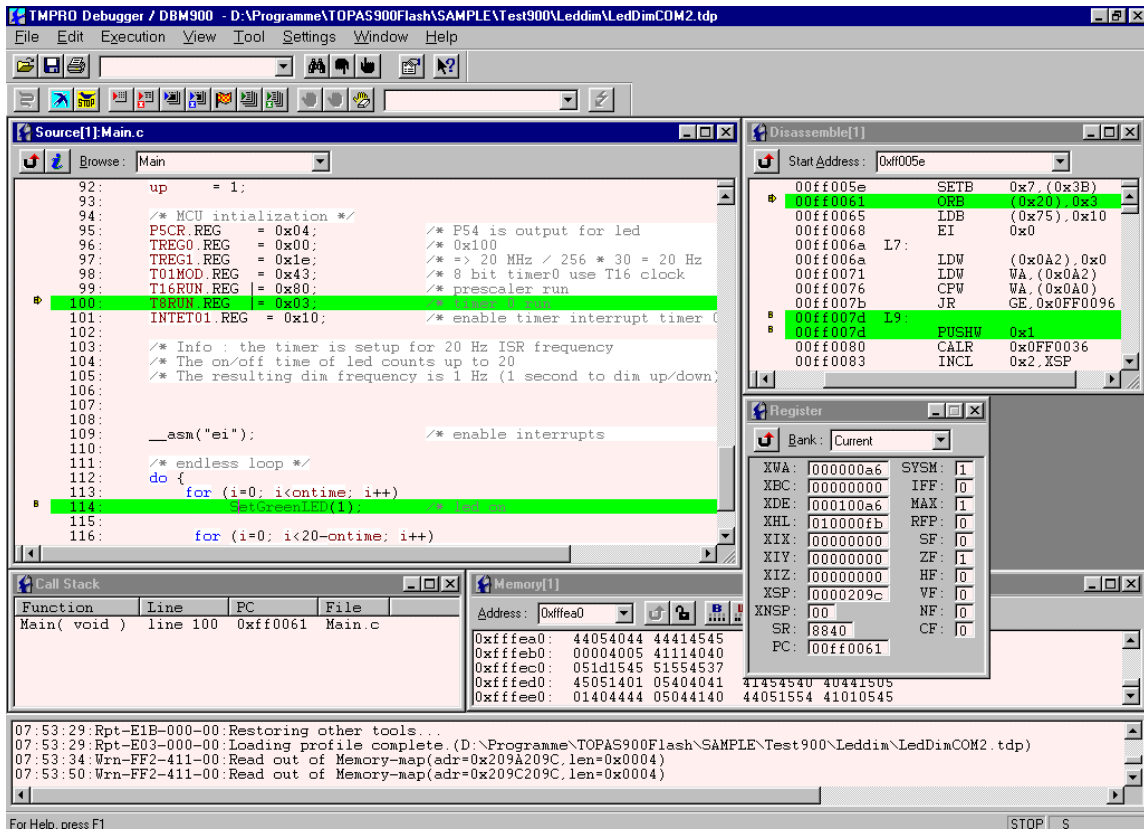 TMPRO Debugger / DBM900 - D:\Programme\TOPAS900Flash\SAMPLE\Test900\Leddim\LedDimCOM2.tdp
File Edit Execution View Tool Settings Window Help
STOP
Source[1]:Main.c
Browse: Main
92: up = 1;
93:
94: /* MCU intialization */
95: P5CR.REG = 0x04; /* P54 is output for led
96: TREG0.REG = 0x00; /* 0x100
97: TREG1.REG = 0x1e; /* => 20 MHz / 256 * 30 = 20 Hz
98: T01MOD.REG = 0x43; /* 8 bit timer0 use T16 clock
99: T16RUN.REG |= 0x80; /* prescaler run
100: T8RUN.REG |= 0x03; /* timer 0 run
101: INTET01.REG = 0x10; /* enable timer interrupt timer 0
102:
103: /* Info : the timer is setup for 20 Hz ISR frequency
104: /* The on/off time of led counts up to 20
105: /* The resulting dim frequency is 1 Hz (1 second to dim up/down)
106:
107:
108:
109: __asm("ei"); /* enable interrupts
110:
111: /* endless loop */
112: do {
113: for (i=0; i<ontime; i++)
B 114: SetGreenLED(1); /* led on
115:
116: for (i=0; i<20-ontime; i++)
Disassemble[1]
Start Address: 0xff005e
00ff005e SETB 0x7,(0x3B)
00ff0061 ORB (0x20),0x3
00ff0065 LDB (0x75),0x10
00ff0068 EI 0x0
00ff006a L7:
00ff006a LDW (0x0A2),0x0
00ff0071 LDW WA,(0x0A2)
00ff0076 CPW WA,(0x0A0)
00ff007b JR GE,0x0FF0096
B 00ff007d L9:
B 00ff007d PUSHW 0x1
00ff0080 CALR 0x0FF0036
00ff0083 INCL 0x2,XSP
Register
Bank: Current
XWA: 000000a6 SYSM: 1
XBC: 00000000 IFF: 0
XDE: 000100a6 MAX: 1
XHL: 010000fb RFP: 0
XIX: 00000000 SF: 0
XIY: 00000000 ZF: 1
XIZ: 00000000 HF: 0
XSP: 0000209c VF: 0
XNSP: 00 NF: 0
SR: 8840 CF: 0
PC: 00ff0061
Call Stack
Function Line PC File
Main( void ) line 100 0xff0061 Main.c
Memory[1]
Address: 0xfffea0
0xfffea0: 44054044 44414545
0xfffeb0: 00004005 41114040
0xfffec0: 051d1545 51554537
0xfffed0: 45051401 05404041 41454540 40441505
0xfffee0: 01404444 05044140 44051554 41010545
07:53:29:Rpt-E1B-000-00:Restoring other tools...
07:53:29:Rpt-E03-000-00:Loading profile complete.(D:\Programme\TOPAS900Flash\SAMPLE\Test900\Leddim\LedDimCOM2.tdp)
07:53:34:Wrn-FF2-411-00:Read out of Memory-map(adr=0x209A209C,len=0x0004)
07:53:50:Wrn-FF2-411-00:Read out of Memory-map(adr=0x209C209C,len=0x0004)
For Help, press F1 STOP S